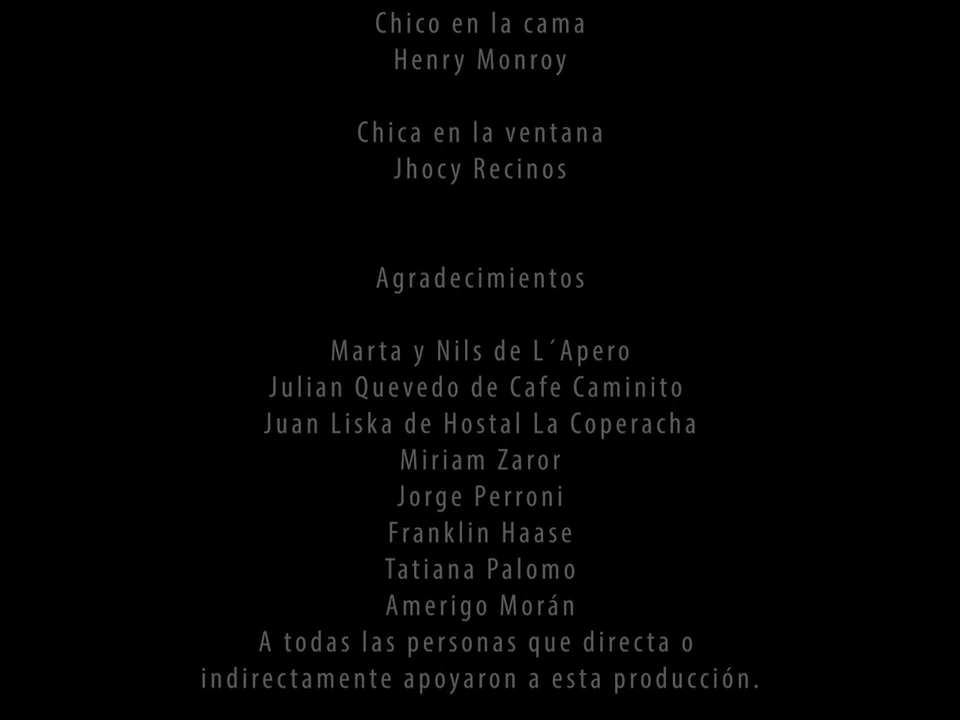 Chico en la cama
Henry Monroy
Chica en la ventana
Jhocy Recinos
Agradecimientos
Marta y Nils de L´Apero
Julian Quevedo de Cafe Caminito
Juan Liska de Hostal La Coperacha
Miriam Zaror
Jorge Perroni
Franklin Haase
Tatiana Palomo
Amerigo Morán
A todas las personas que directa o
indirectamente apoyaron a esta producción.